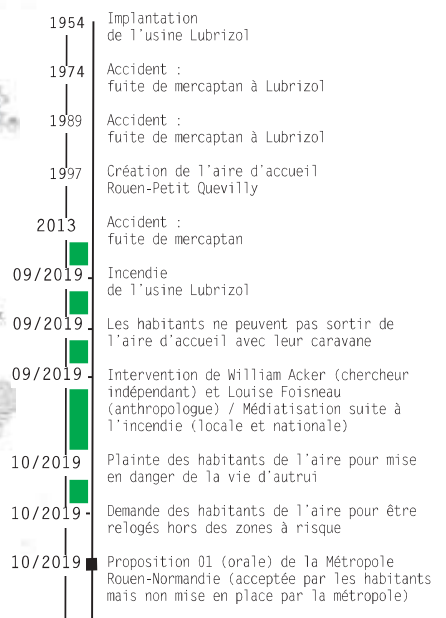 1954 Implantation
de l'usine Lubrizol
1974 Accident :
fuite de mercaptan à Lubrizol
1989 Accident :
fuite de mercaptan à Lubrizol
1997 Création de l'aire d'accueil
Rouen-Petit Quevilly
2013 Accident :
fuite de mercaptan
09/2019 Incendie
de l'usine Lubrizol
09/2019 Les habitants ne peuvent pas sortir de
l'aire d'accueil avec leur caravane
09/2019 Intervention de William Acker (chercheur
indépendant) et Louise Foisneau
(anthropologue) / Médiatisation suite à
l'incendie (locale et nationale)
10/2019 Plainte des habitants de l'aire pour mise
en danger de la vie d'autrui
10/2019 Demande des habitants de l'aire pour être
relogés hors des zones à risque
10/2019 Proposition 01 (orale) de la Métropole
Rouen-Normandie (acceptée par les habitants
mais non mise en place par la métropole)